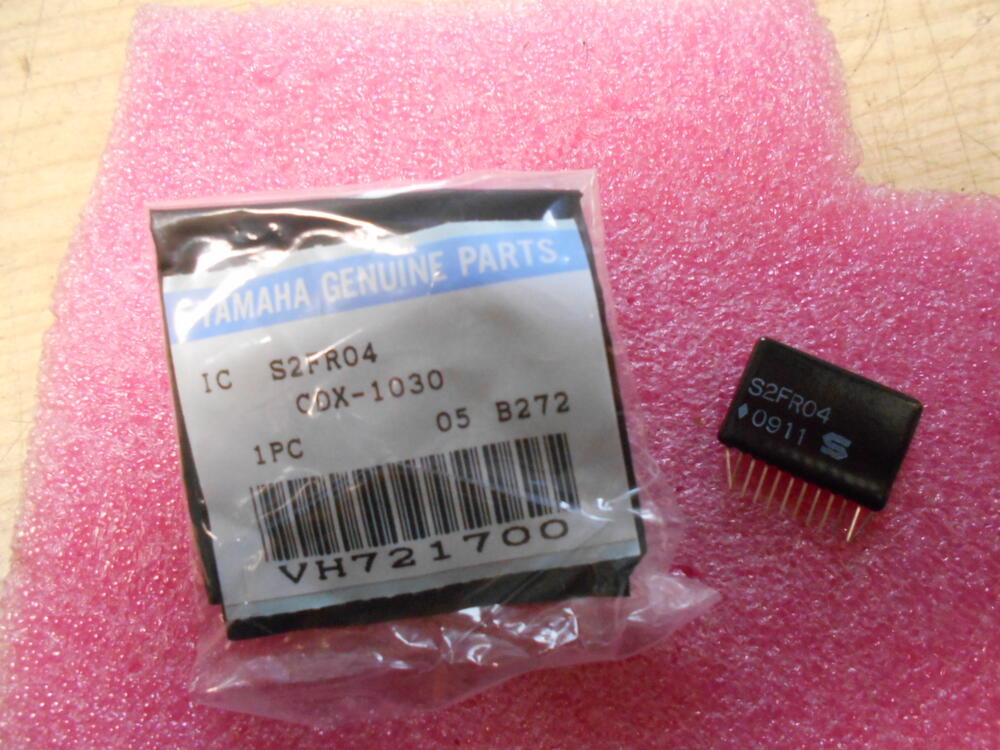 YAMAHA GENUINE PARTS.
IC S2FR04
CDX-1030
1PC 05 B272
VH721700
S2FR04
♦0911 S